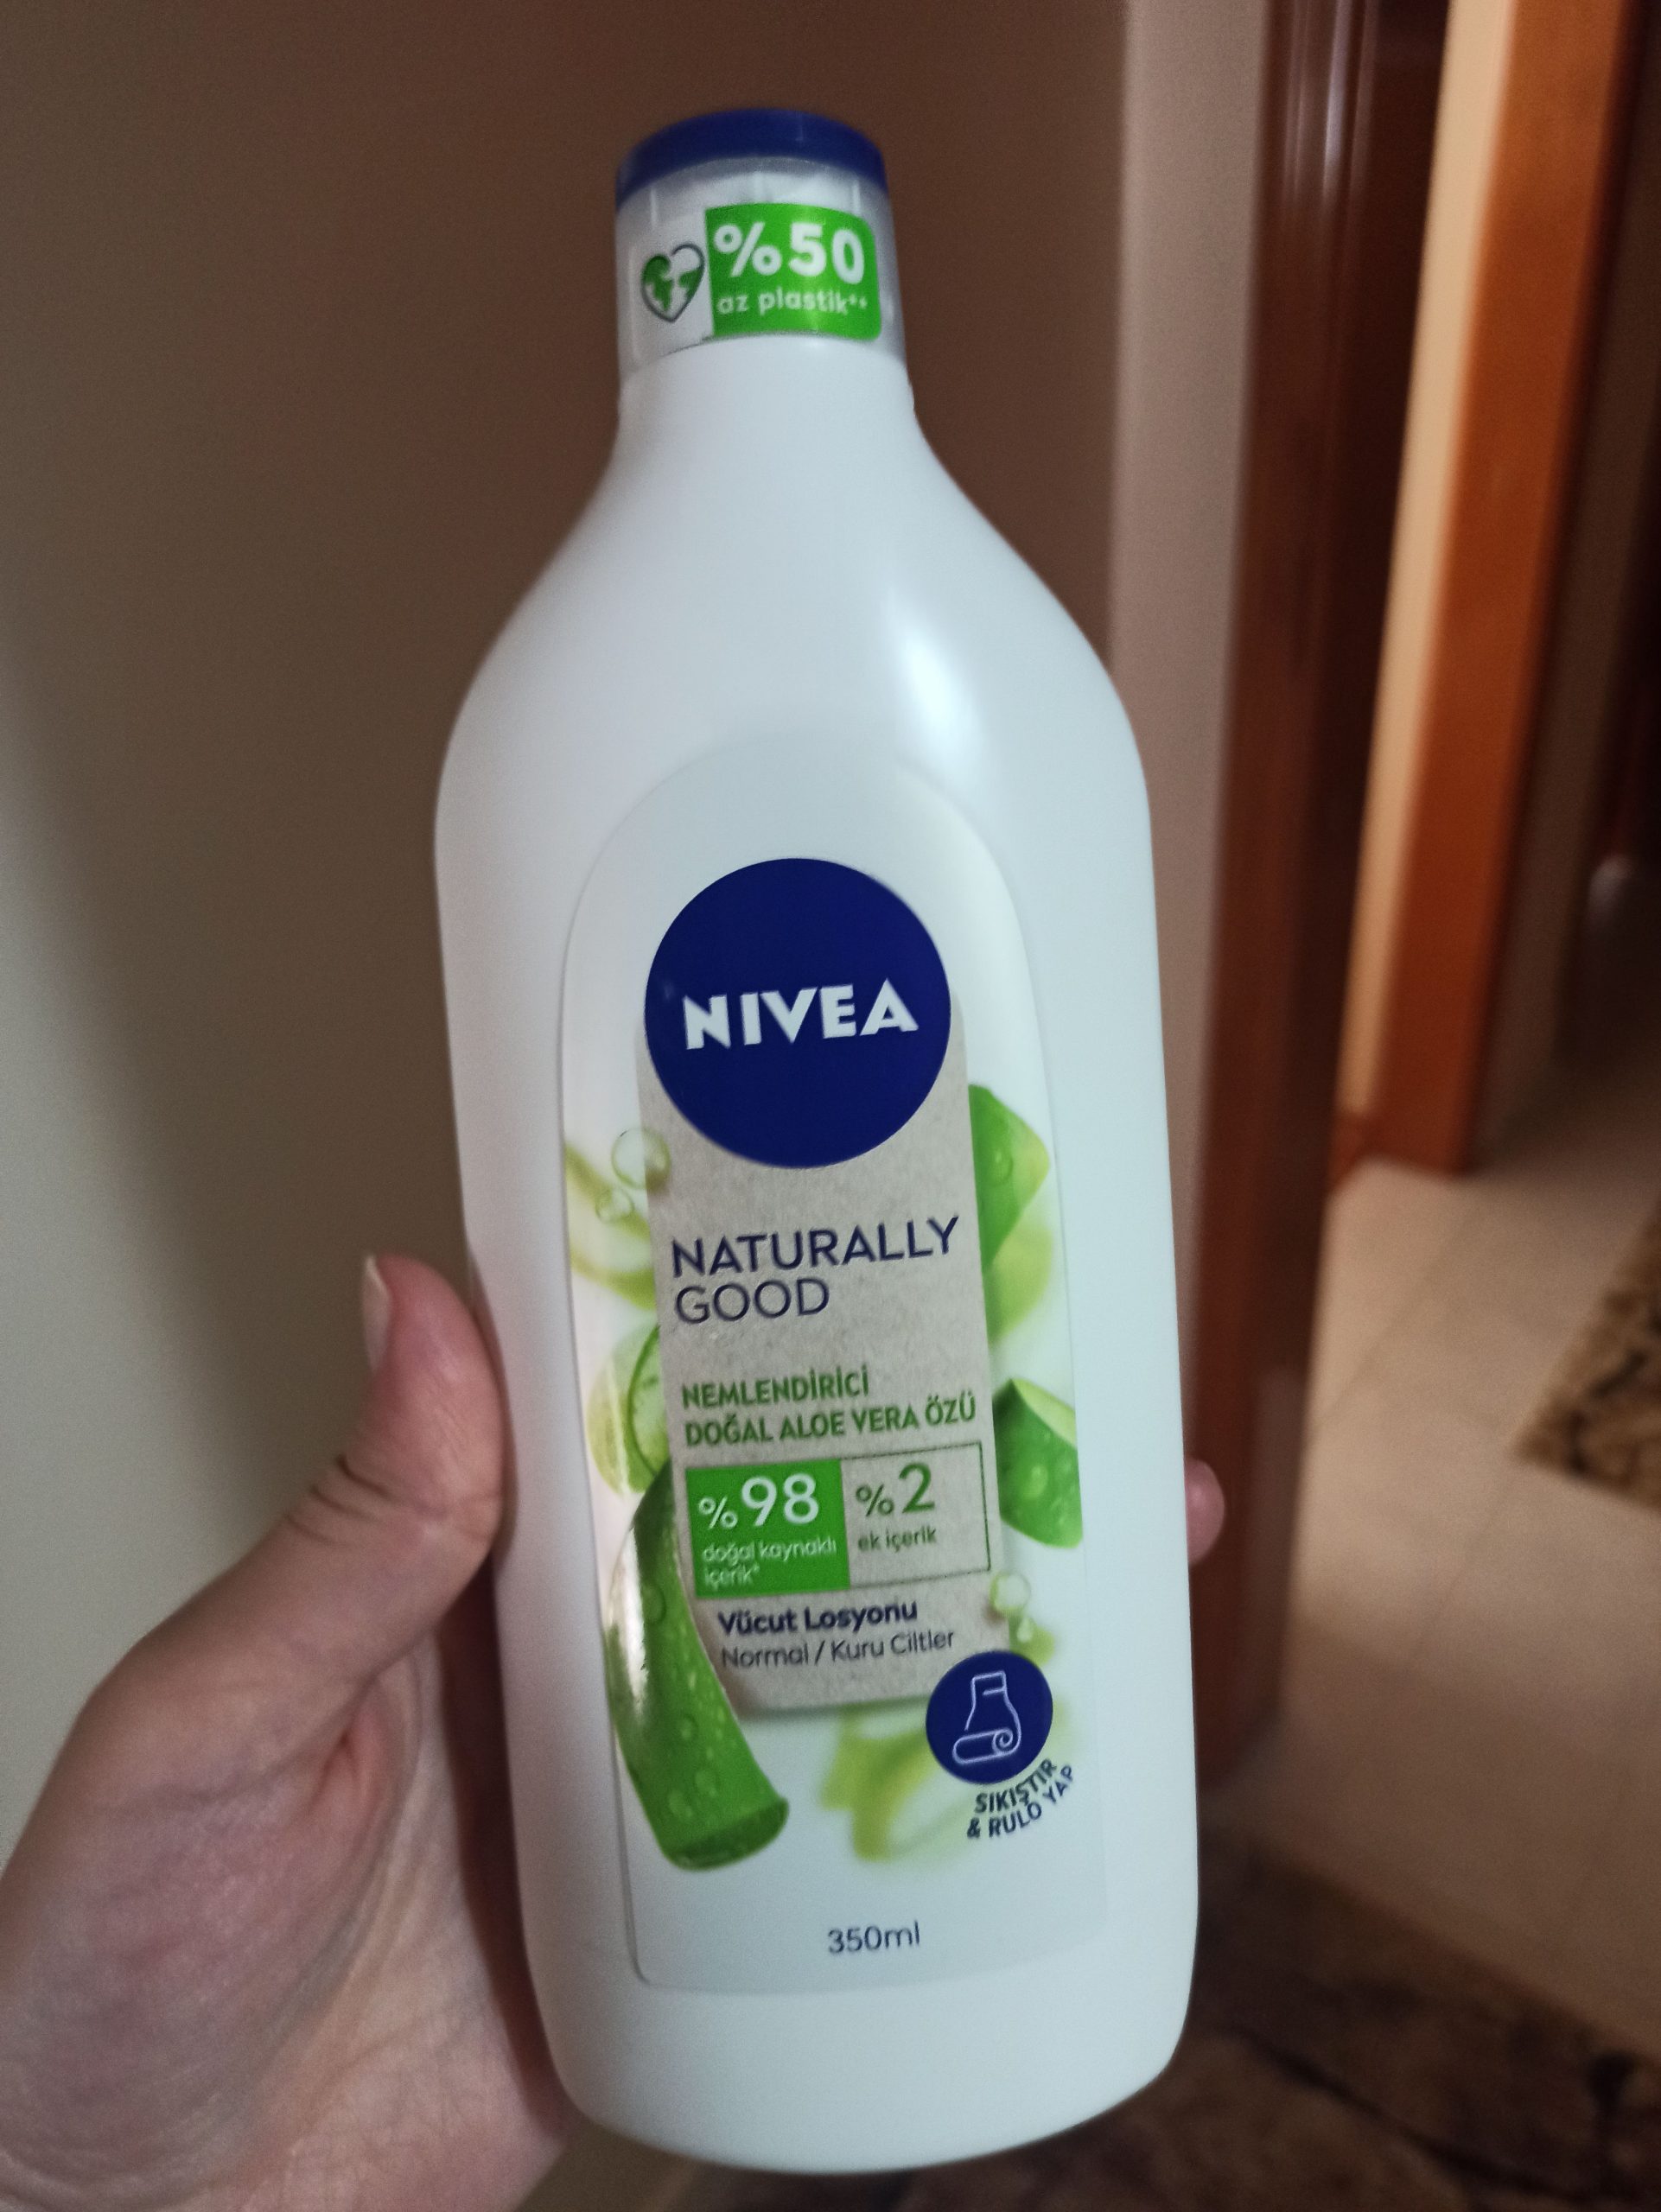 %50
az plastik**
NIVEA
NATURALLY
GOOD
NEMLENDİRİCİ
DOĞAL ALOE VERA ÖZÜ
%98
doğal kaynaklı
içerik*
%2
ek içerik
Vücut Losyonu
Normal / Kuru Ciltler
SIKIŞTIR
& RULO YAP
350ml